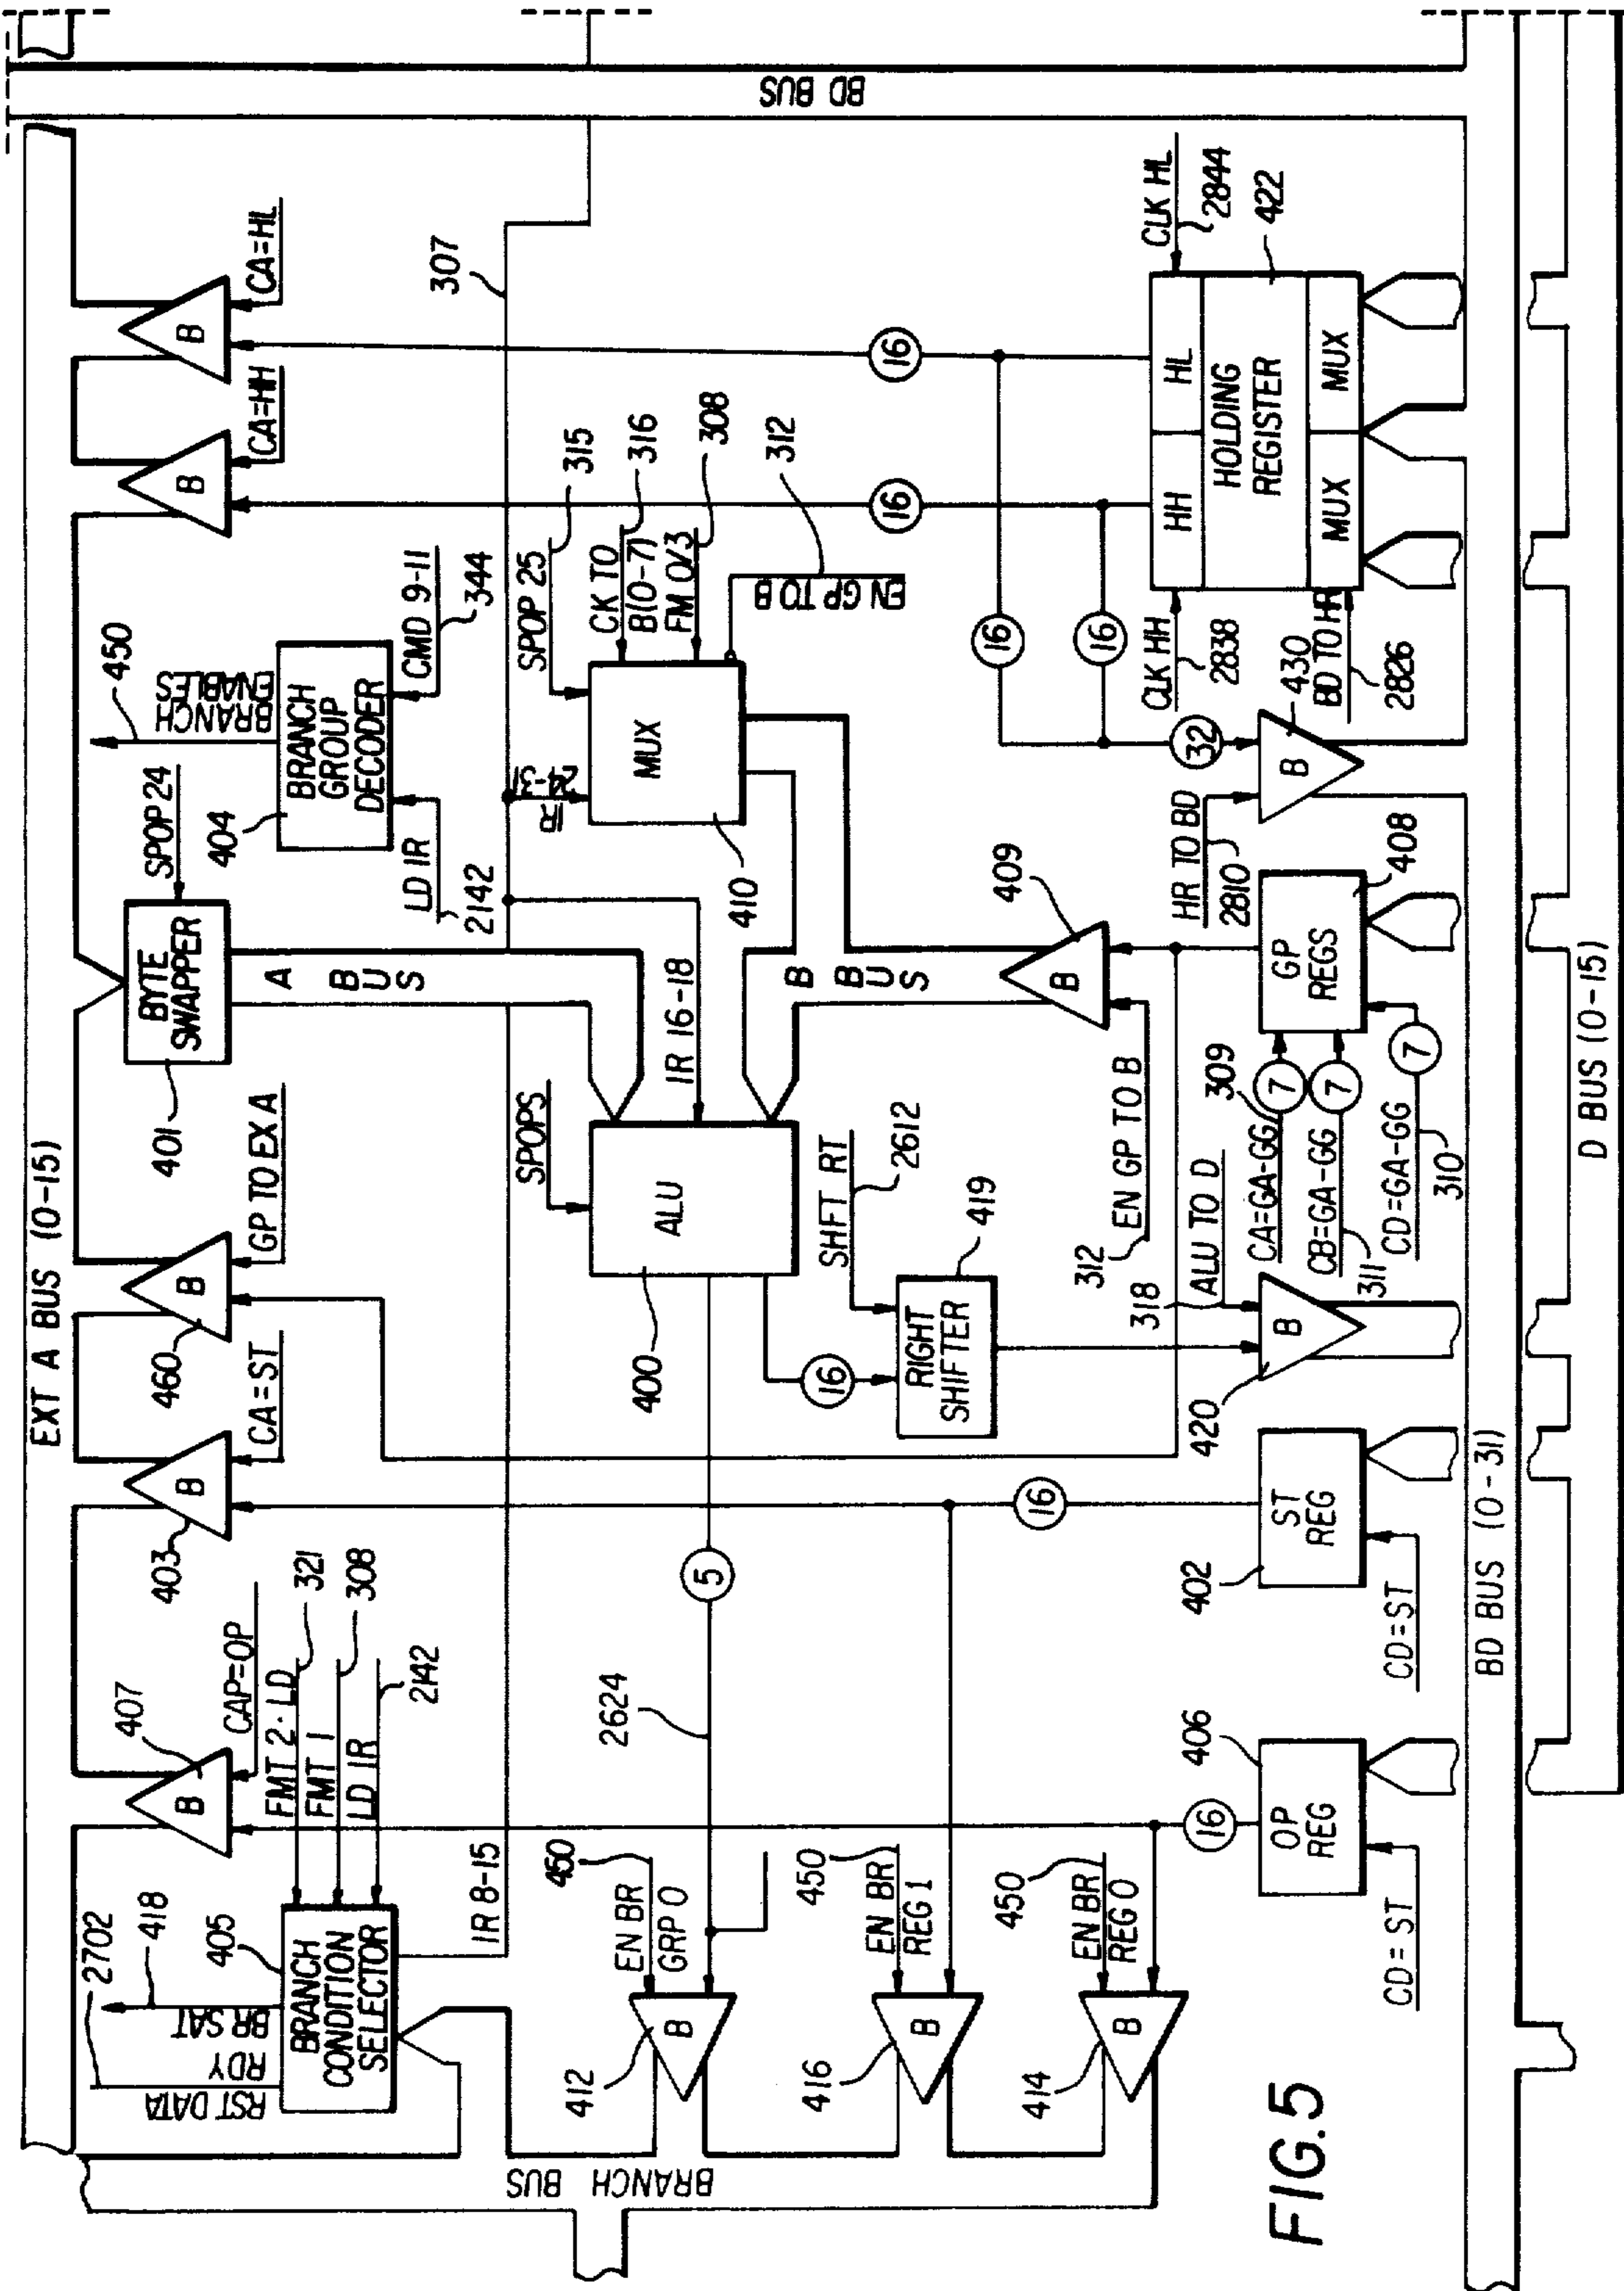 EXT A BUS (0-15)
2702
418
RST DATA
RDY
BR SAT
405
BRANCH
CONDITION
SELECTOR
FMT 2·LD
321
FMT 1
308
LD IR
2142
IR 8-15
407
B
CAP=OP
403
B
CA=ST
460
B
GP TO EX A
401
BYTE
SWAPPER
SPOP 24
404
BRANCH
GROUP
DECODER
BRANCH
ENABLES
450
LD IR
2142
CMD 9-11
344
B
CA=HH
B
CA=HL
BD BUS
307
A
BUS
SPOPS
ALU
400
IR 16-18
IR
24-31
MUX
410
SPOP 25
315
CK TO
B(0-7)
316
FM 0/3
308
EN GP TO B
312
B
BUS
BRANCH BUS
412
B
EN BR
GRP 0
450
2624
5
416
B
EN BR
REG 1
450
414
B
EN BR
REG 0
450
16
RIGHT
SHIFTER
419
SHFT RT
2612
B
409
312
EN GP TO B
16
16
16
16
32
406
OP
REG
16
CD=ST
402
ST
REG
16
CD=ST
420
B
318
ALU TO D
309
CA=GA-GG
7
CB=GA-GG
7
311
CD=GA-GG
7
310
GP
REGS
408
HR TO BD
2810
B
430
BD TO HR
2826
CLK HH
2838
HH
HL
HOLDING
REGISTER
MUX
MUX
CLK HL
2844
422
BD BUS (0-31)
D BUS (0-15)
FIG.5